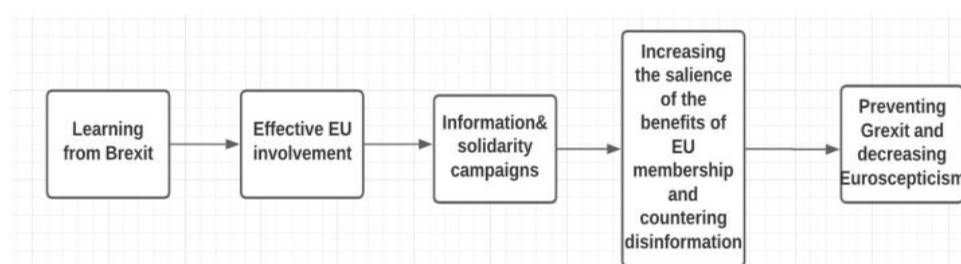 Learning
from Brexit
Effective EU
involvement
Information&
solidarity
campaigns
Increasing
the salience
of the
benefits of
EU
membership
and
countering
disinformation
Preventing
Grexit and
decreasing
Euroscepticism